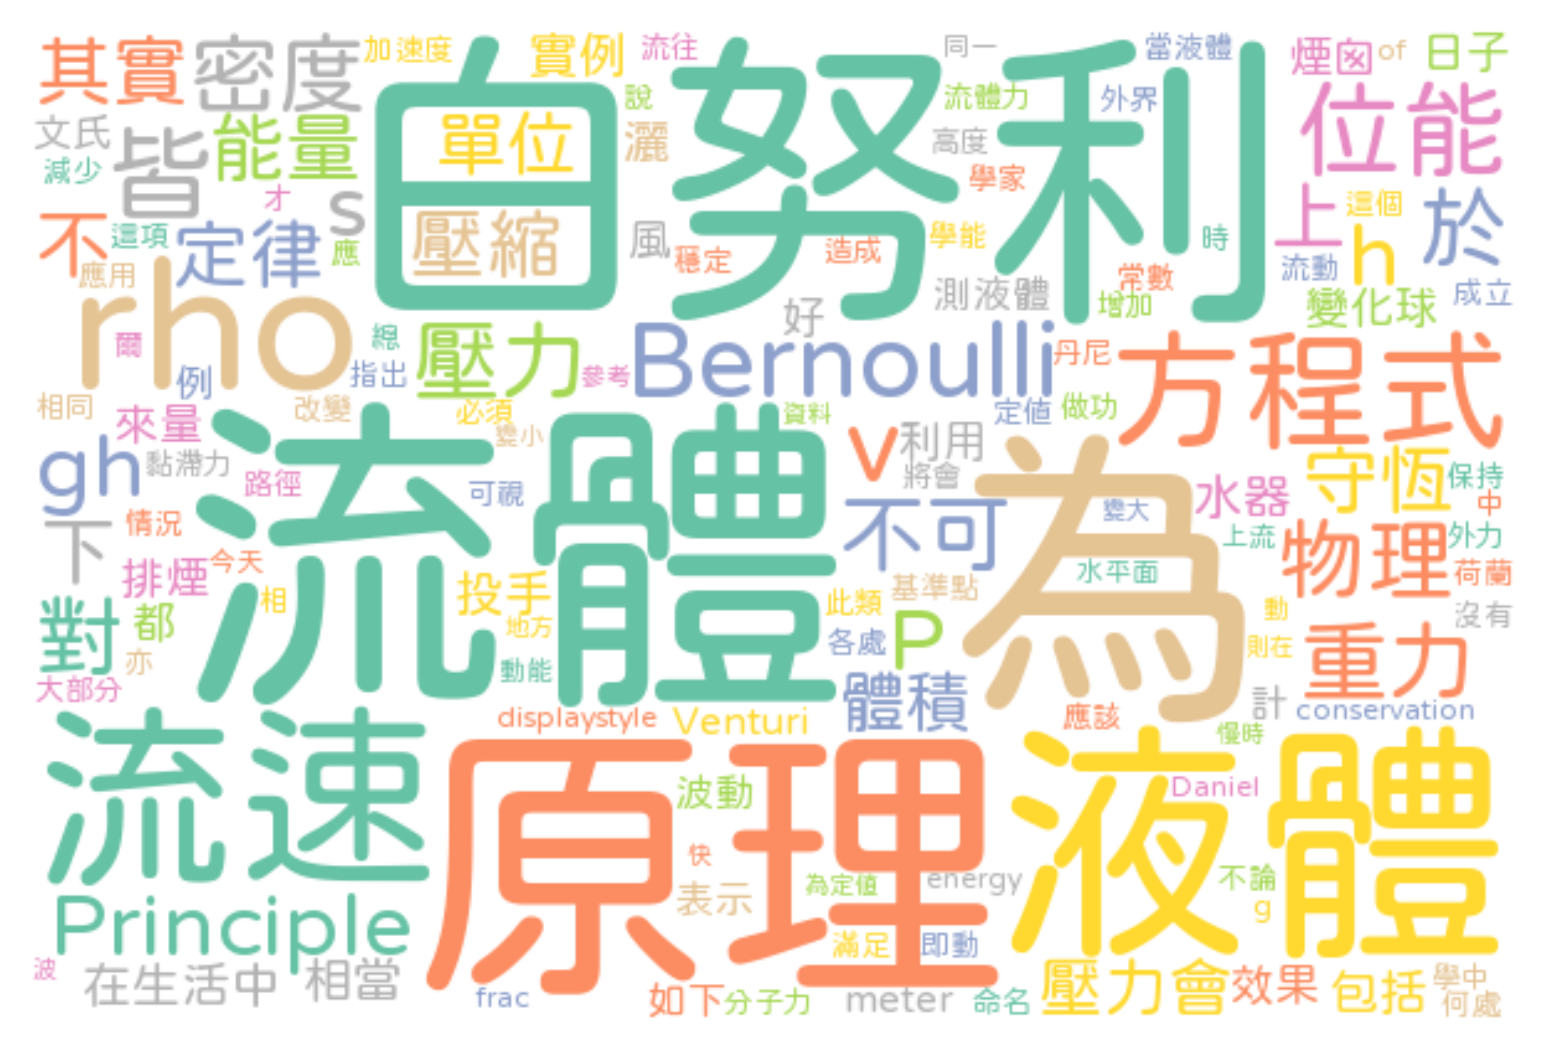 其實
密度
加速度
實例
流往
白努利
同一
當液體
煙囪
of
日子
說
流體力
外界
位能
文氏
皆
能量
單位
灑
高度
減少
才
s
學家
上
這個
於
不
這項
定律
應
壓縮
風
穩定
造成
學能
時
h
應用
流動
常數
成立
rho
測液體
增加
變化球
好
爾
總
壓力
Bernoulli
丹尼
方程式
例
指出
參考
相同
來量
改變
必須
資料
定值
做功
變小
v
利用
流體
為
守恆
gh
黏滯力
路徑
可視
將會
水器
保持
中
下
情況
不可
變大
上流
物理
外力
今天
排煙
水平面
荷蘭
相
投手
基準點
對
都
地方
此類
動
沒有
亦
動能
各處
P
則在
重力
大部分
體積
計
conservation
流速
displaystyle
Venturi
應該
慢時
原理
波動
液體
Daniel
快
Principle
表示
為定值
energy
不論
g
滿足
即動
波
在生活中
相當
frac
如下
分子力
meter
命名
壓力會
效果
包括
學中
何處